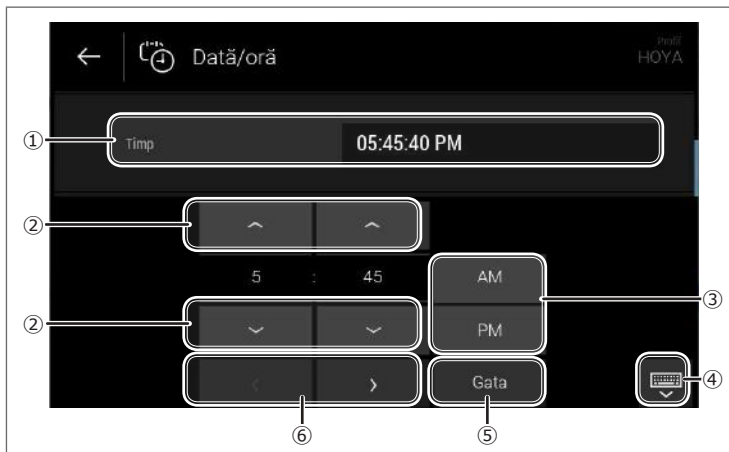 Dată/oră
Profil
HOYA
① Timp 05:45:40 PM
②
5 : 45 AM
③
② PM
Gata
④
⑥ ⑤